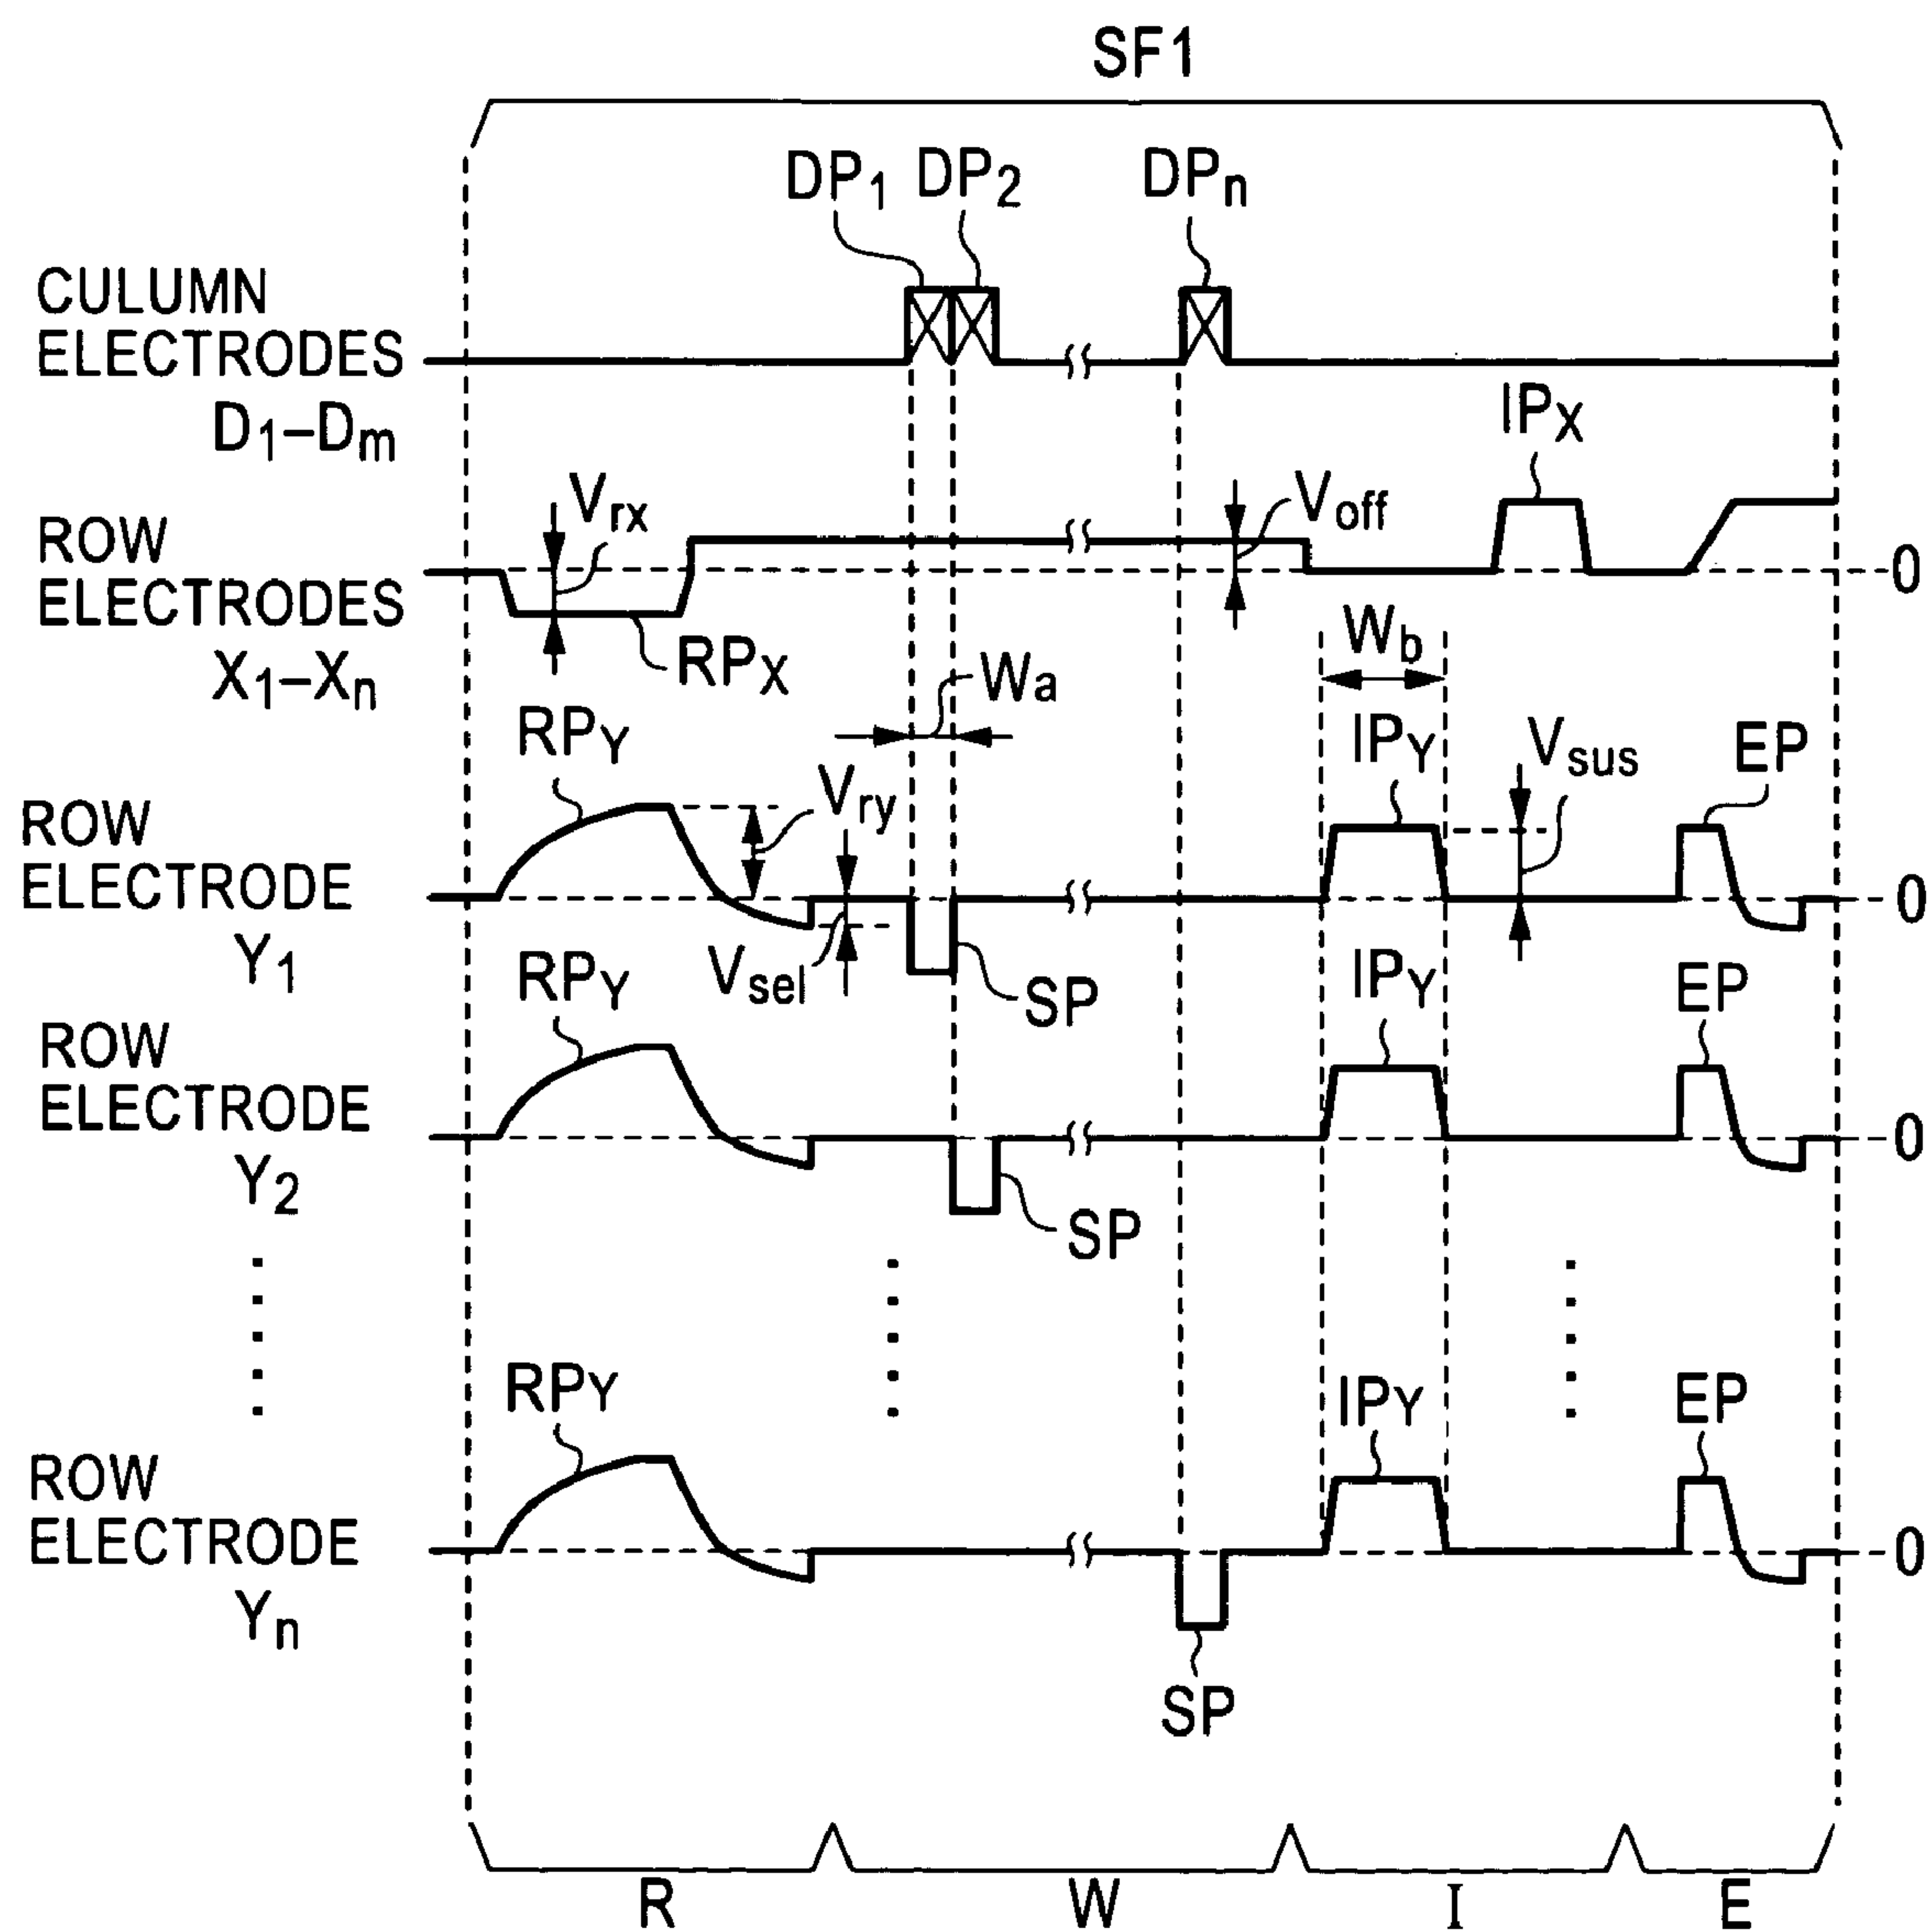 SF1
DP1 DP2 DPn
CULUMN
ELECTRODES
D1–Dm
IPX
Vrx
Voff
ROW
ELECTRODES
X1–Xn
0
RPX
Wa
Wb
RPY
Vry
IPY
Vsus
EP
ROW
ELECTRODE
Y1
0
Vsel
SP
RPY
IPY
EP
ROW
ELECTRODE
Y2
0
SP
RPY
IPY
EP
ROW
ELECTRODE
Yn
0
SP
R W I E